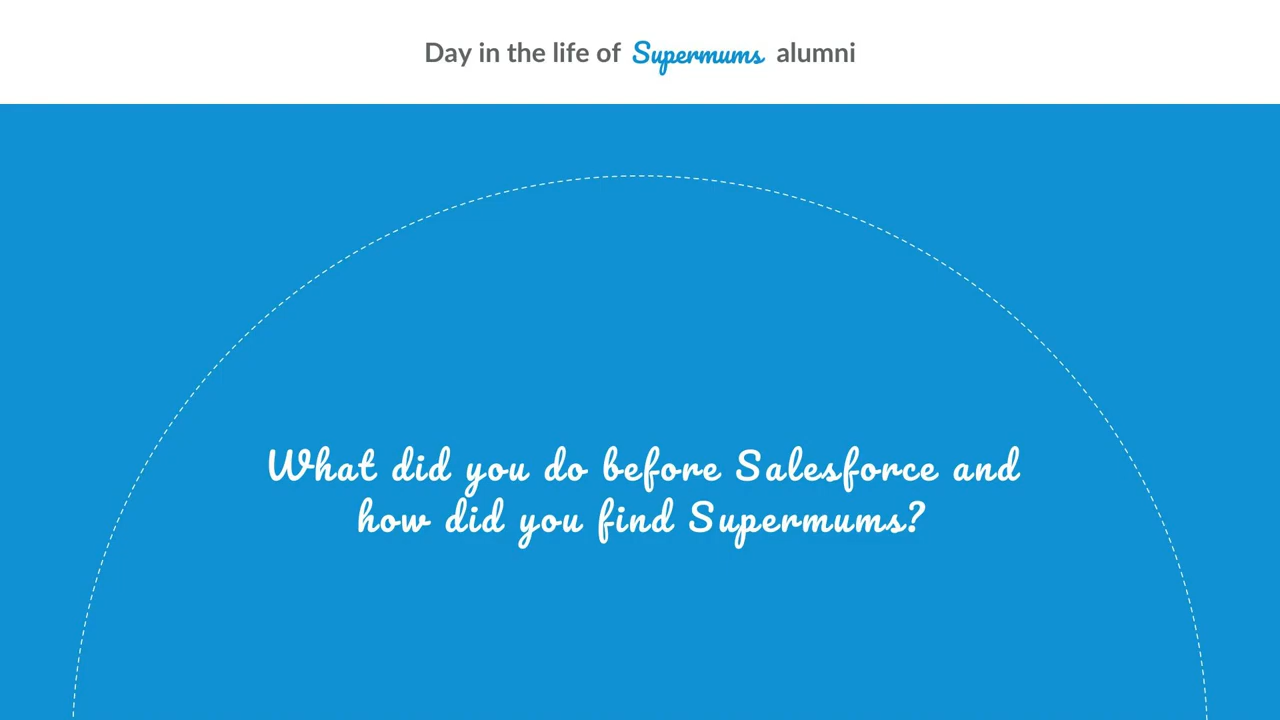 Day in the life of Supermums alumni
What did you do before Salesforce and
how did you find Supermums?